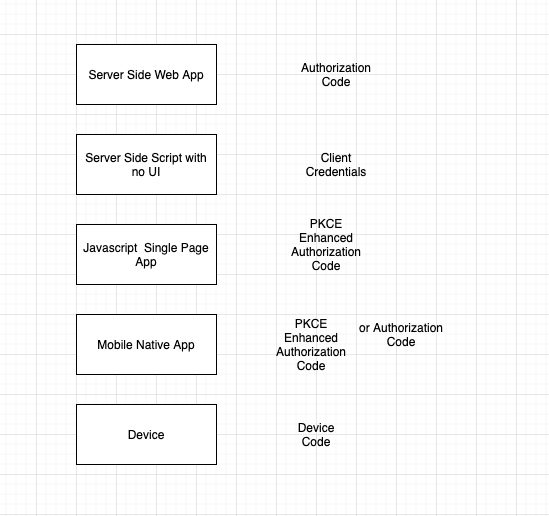 Server Side Web App
Authorization
Code
Server Side Script with
no UI
Client
Credentials
Javascript  Single Page
App
PKCE
Enhanced
Authorization
Code
Mobile Native App
PKCE
Enhanced
Authorization
Code
or Authorization
Code
Device
Device
Code